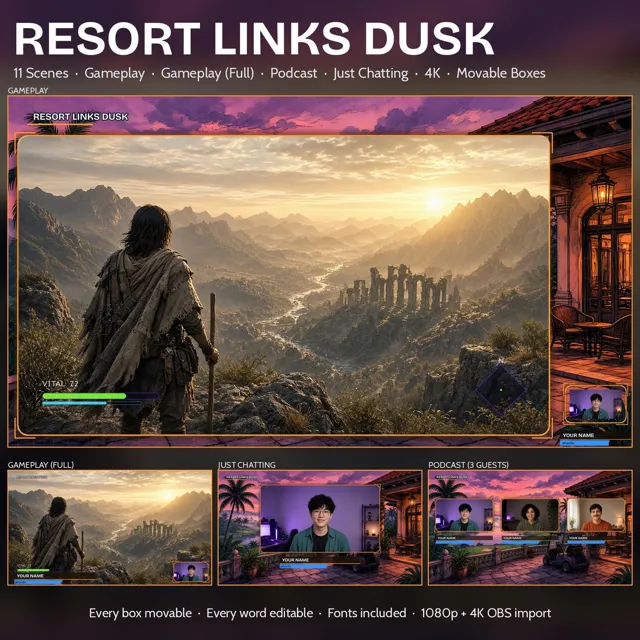 RESORT LINKS DUSK
11 Scenes · Gameplay · Gameplay (Full) · Podcast · Just Chatting · 4K · Movable Boxes
GAMEPLAY
RESORT LINKS DUSK
VITAL 72
YOUR NAME
GAMEPLAY (FULL)
JUST CHATTING
PODCAST (3 GUESTS)
YOUR NAME
YOUR NAME
YOUR NAME
YOUR NAME
YOUR NAME
Every box movable · Every word editable · Fonts included · 1080p + 4K OBS import